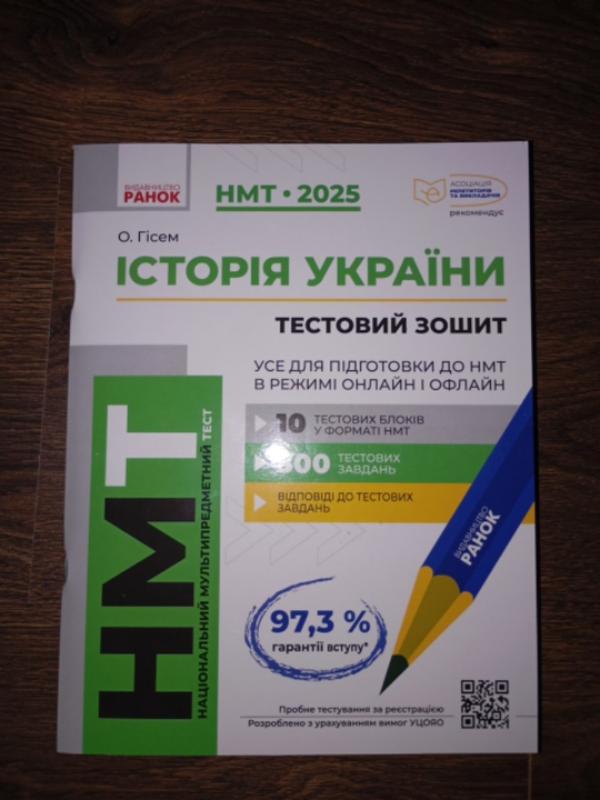 ВИДАВНИЦТВО
РАНОК
НМТ • 2025
АСОЦІАЦІЯ
РЕПЕТИТОРІВ
ТА ВИКЛАДАЧІВ
рекомендує
О. Гісем
ІСТОРІЯ УКРАЇНИ
ТЕСТОВИЙ ЗОШИТ
УСЕ ДЛЯ ПІДГОТОВКИ ДО НМТ
В РЕЖИМІ ОНЛАЙН І ОФЛАЙН
10 ТЕСТОВИХ БЛОКІВ
У ФОРМАТІ НМТ
300 ТЕСТОВИХ
ЗАВДАНЬ
ВІДПОВІДІ ДО ТЕСТОВИХ
ЗАВДАНЬ
НМТ
НАЦІОНАЛЬНИЙ МУЛЬТИПРЕДМЕТНИЙ ТЕСТ
ВИДАВНИЦТВО
РАНОК
97,3 %
гарантії вступу*
Пробне тестування за реєстрацією
Розроблено з урахуванням вимог УЦОЯО